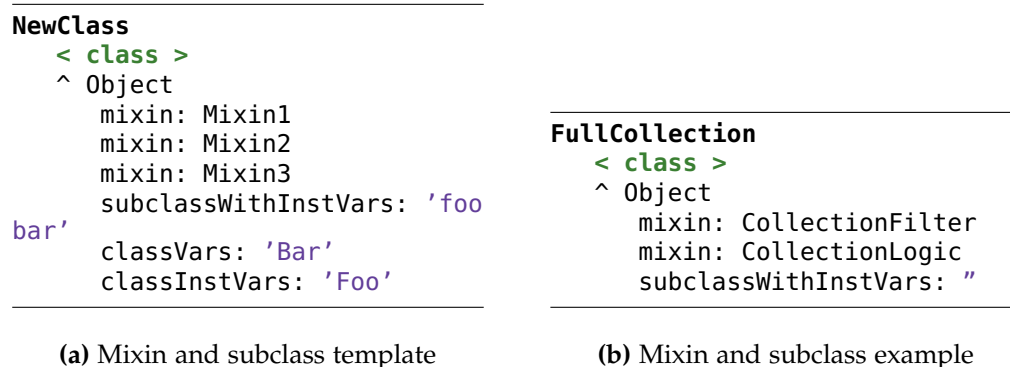 NewClass
< class >
^ Object
mixin: Mixin1
mixin: Mixin2
mixin: Mixin3
subclassWithInstVars: ’foo
bar’
classVars: ’Bar’
classInstVars: ’Foo’
(a) Mixin and subclass template
FullCollection
< class >
^ Object
mixin: CollectionFilter
mixin: CollectionLogic
subclassWithInstVars: ”
(b) Mixin and subclass example